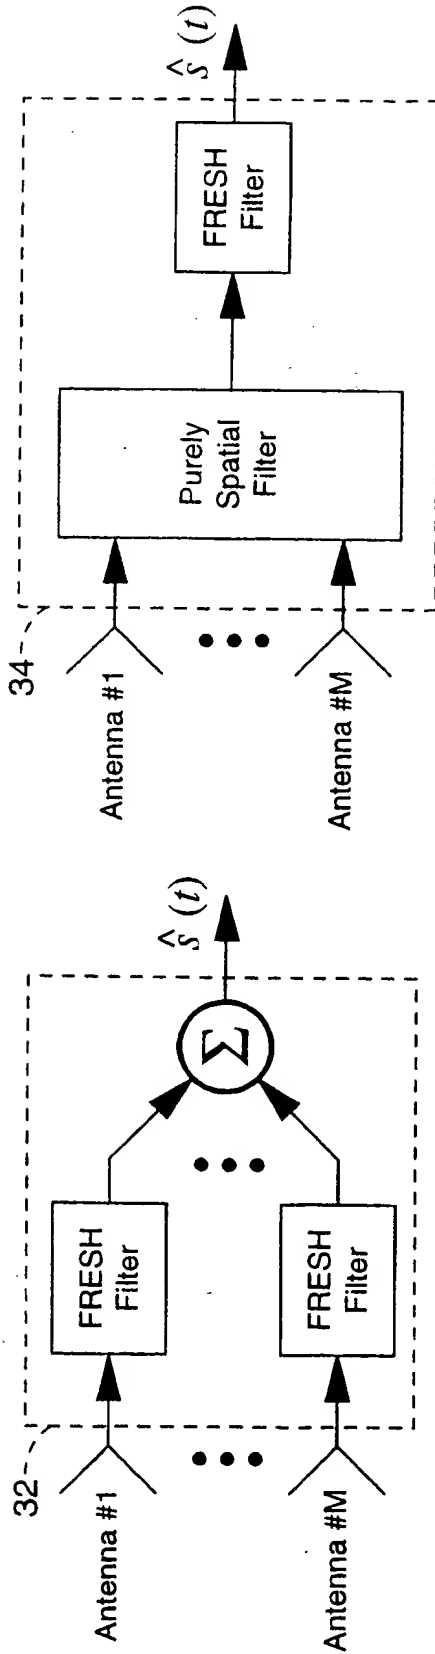 32
Antenna #1
Antenna #M
FRESH
Filter
FRESH
Filter
Σ
ŝ (t)
34
Antenna #1
Antenna #M
Purely
Spatial
Filter
FRESH
Filter
ŝ (t)